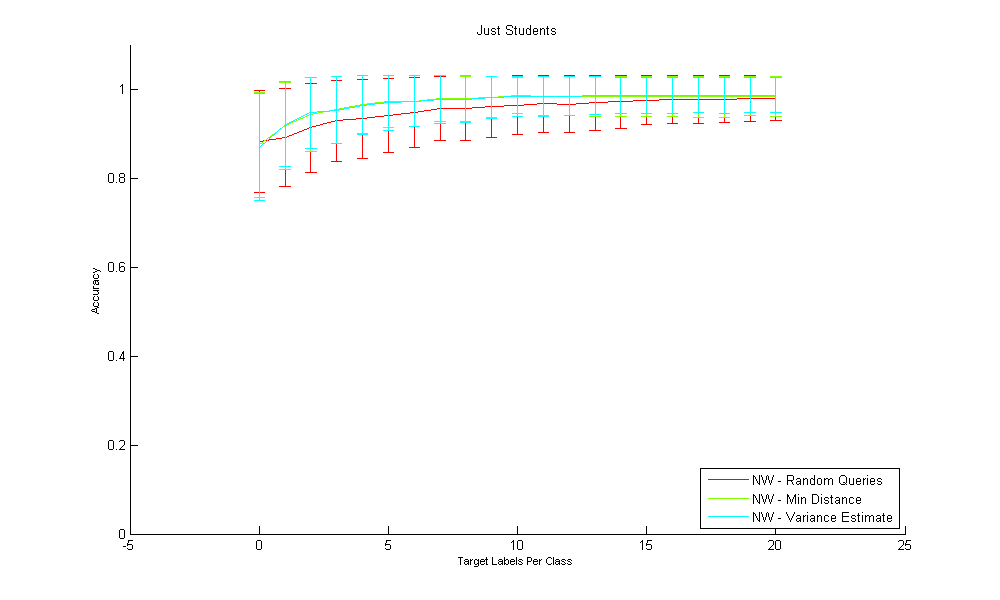 Just Students
1
0.8
0.6
0.4
0.2
0
Accuracy
-5
0
5
10
15
20
25
Target Labels Per Class
NW - Random Queries
NW - Min Distance
NW - Variance Estimate